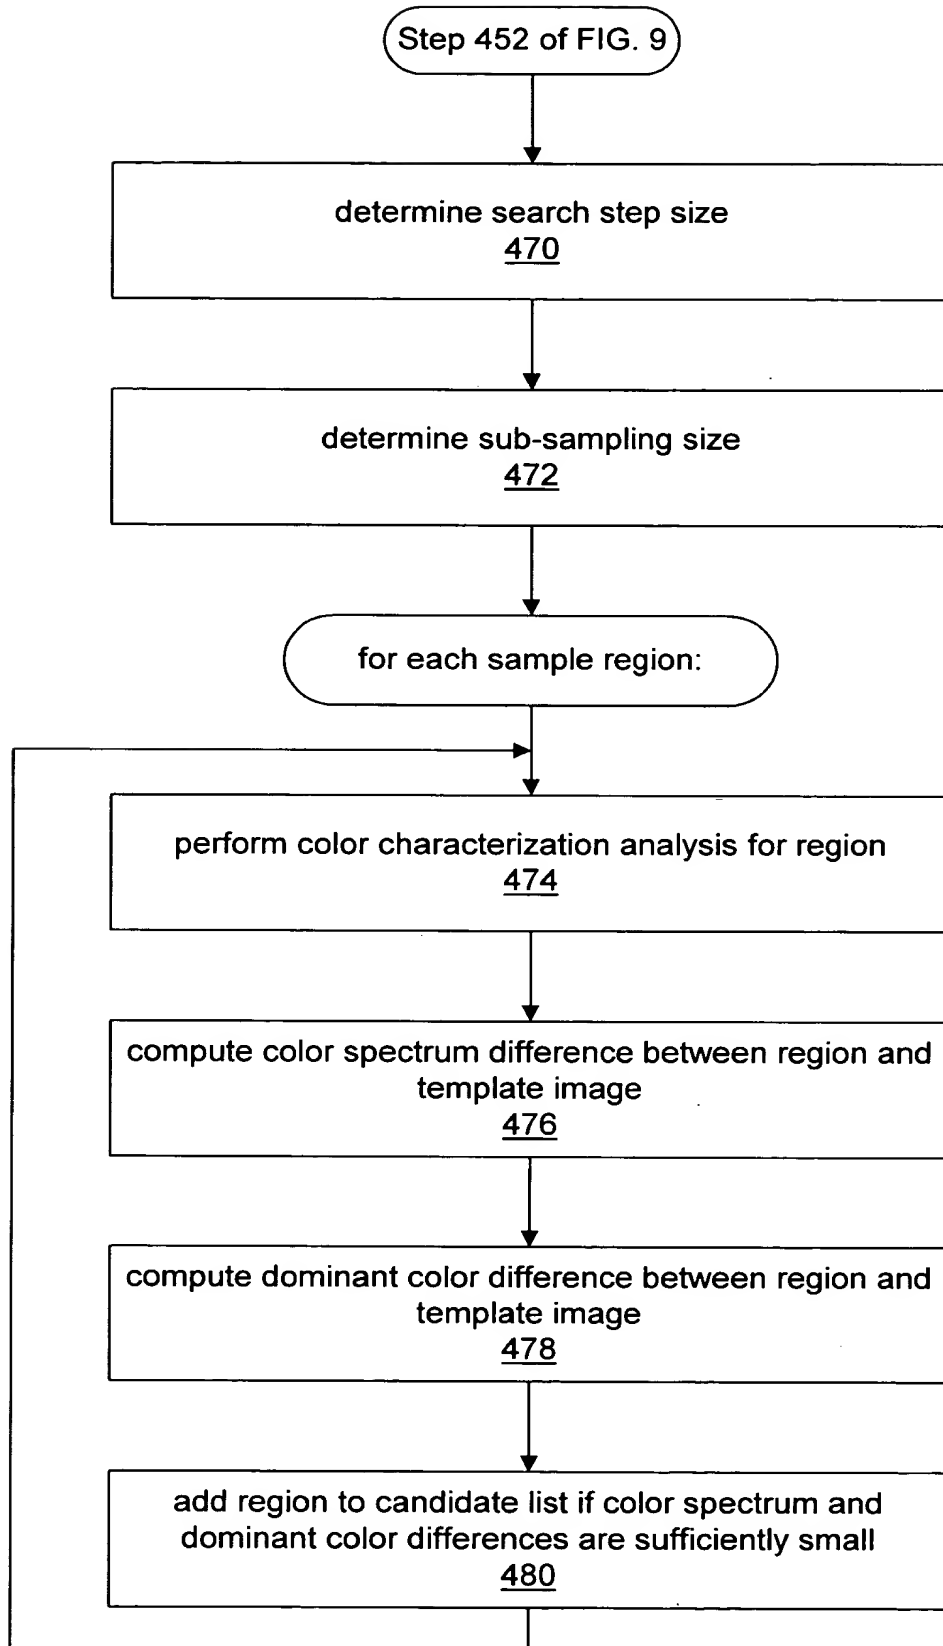 Step 452 of FIG. 9
determine search step size
470
determine sub-sampling size
472
for each sample region:
perform color characterization analysis for region
474
compute color spectrum difference between region and
template image
476
compute dominant color difference between region and
template image
478
add region to candidate list if color spectrum and
dominant color differences are sufficiently small
480